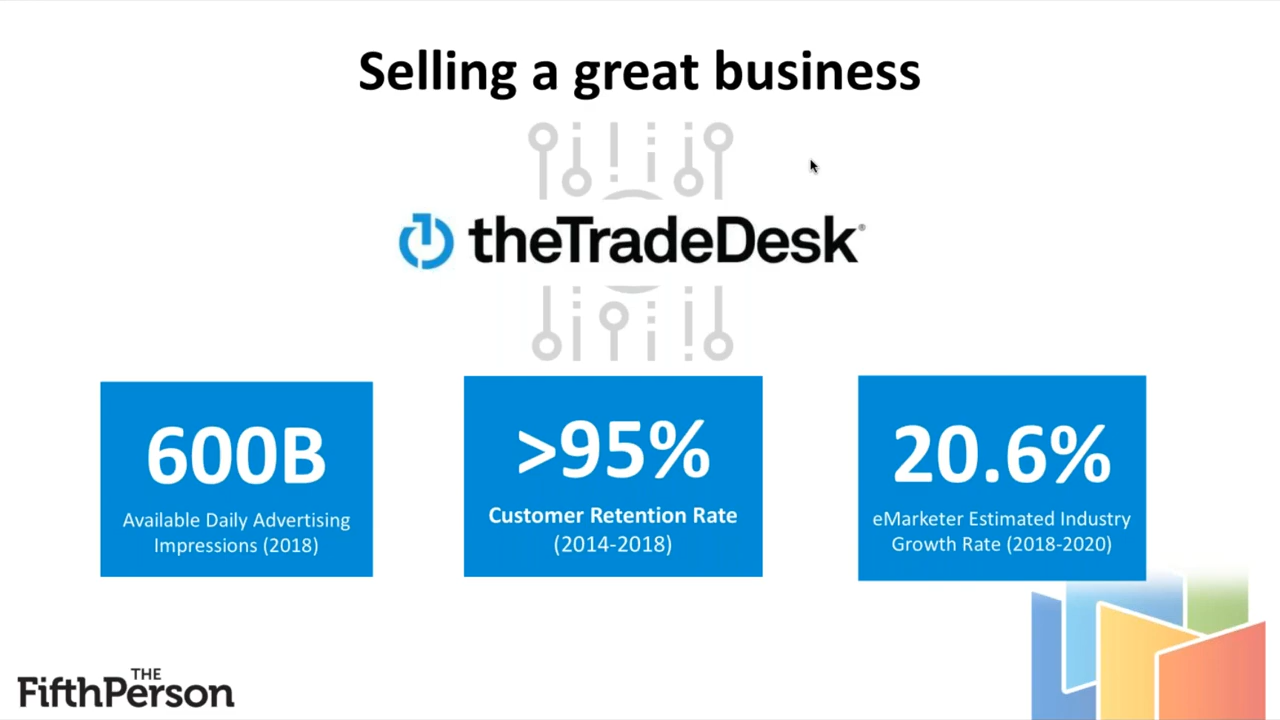 Selling a great business
theTradeDesk®
600B
Available Daily Advertising
Impressions (2018)
>95%
Customer Retention Rate
(2014-2018)
20.6%
eMarketer Estimated Industry
Growth Rate (2018-2020)
THE
FifthPerson